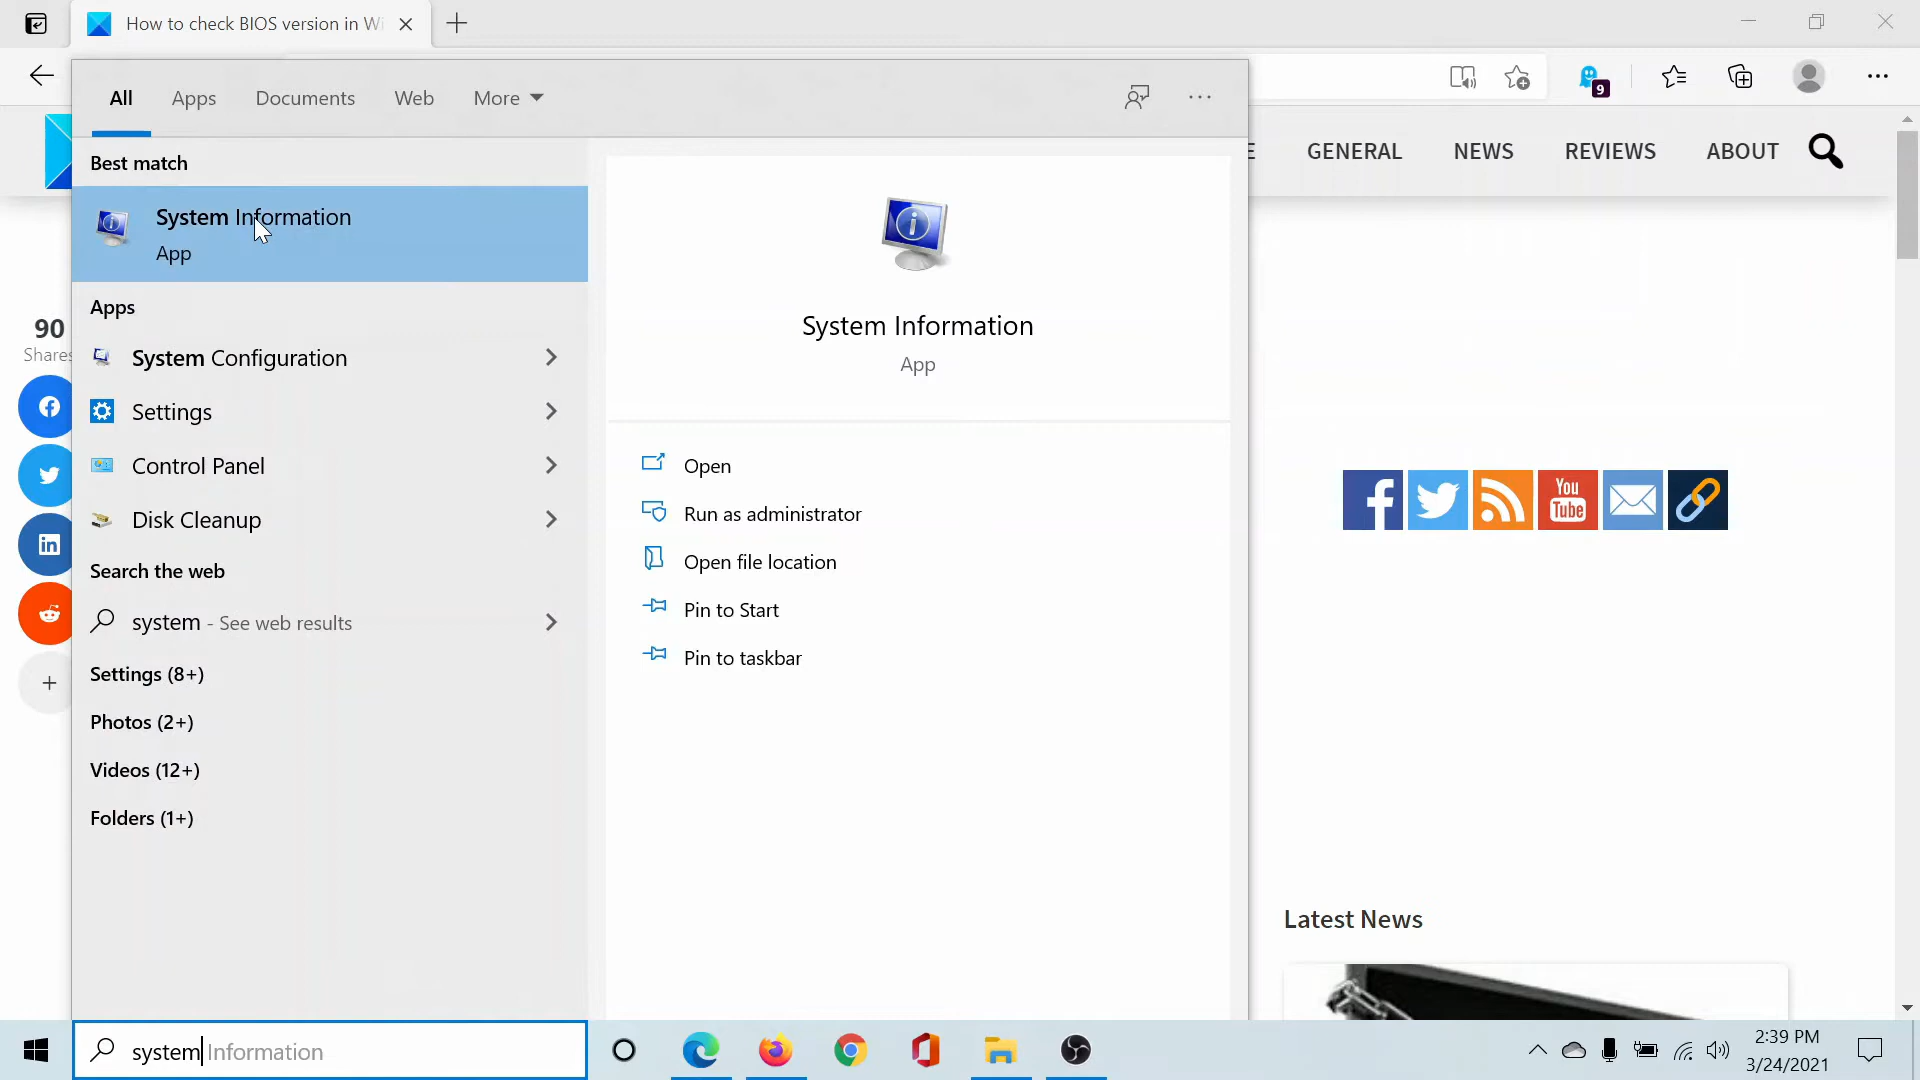 How to check BIOS version in Wi
9
All Apps Documents Web More
GENERAL NEWS REVIEWS ABOUT
Best match
System Information
App
Apps
System Configuration
Settings
Control Panel
Disk Cleanup
Search the web
system - See web results
Settings (8+)
Photos (2+)
Videos (12+)
Folders (1+)
System Information
App
Open
Run as administrator
Open file location
Pin to Start
Pin to taskbar
90
Shares
in
You
Tube
Latest News
system Information
2:39 PM
3/24/2021